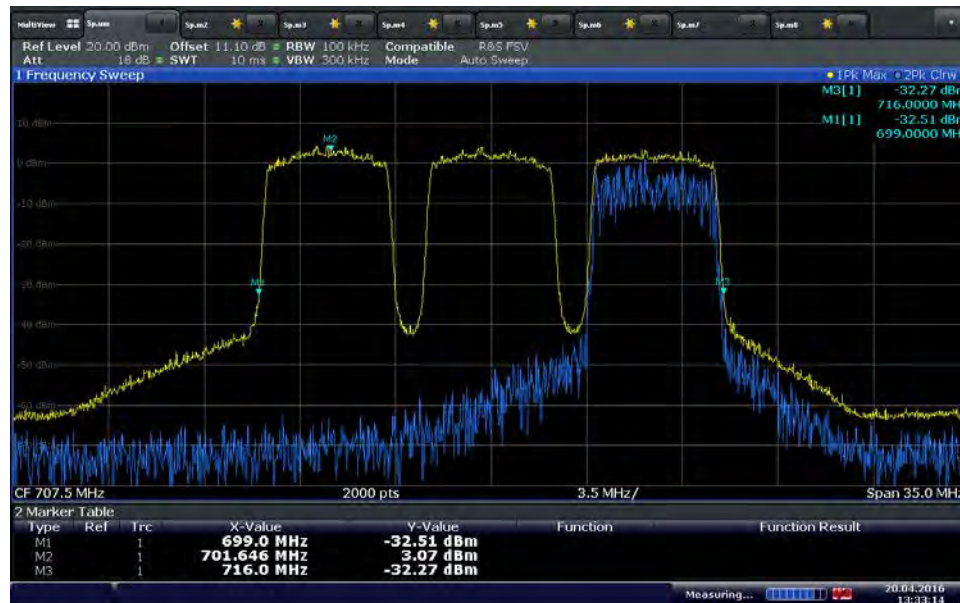 MultiView Sp.um Sp.m2 Sp.m3 Sp.m4 Sp.m5 Sp.m6 Sp.m7 Sp.m8
Ref Level 20.00 dBm Offset 11.10 dB RBW 100 kHz Compatible R&S FSV
Att 18 dB SWT 10 ms VBW 300 kHz Mode Auto Sweep
1 Frequency Sweep 1Pk Max 2Pk Clrw
M3[1] -32.27 dBm
716.0000 MH
M1[1] -32.51 dBm
699.0000 MH
10 dBm
M2
0 dBm
-10 dBm
-20 dBm
M1 M3
-40 dBm
-50 dBm
-60 dBm
CF 707.5 MHz 2000 pts 3.5 MHz/ Span 35.0 MHz
2 Marker Table
Type Ref Trc X-Value Y-Value Function Function Result
M1 1 699.0 MHz -32.51 dBm
M2 1 701.646 MHz 3.07 dBm
M3 1 716.0 MHz -32.27 dBm
Measuring... 20.04.2016
13:33:14